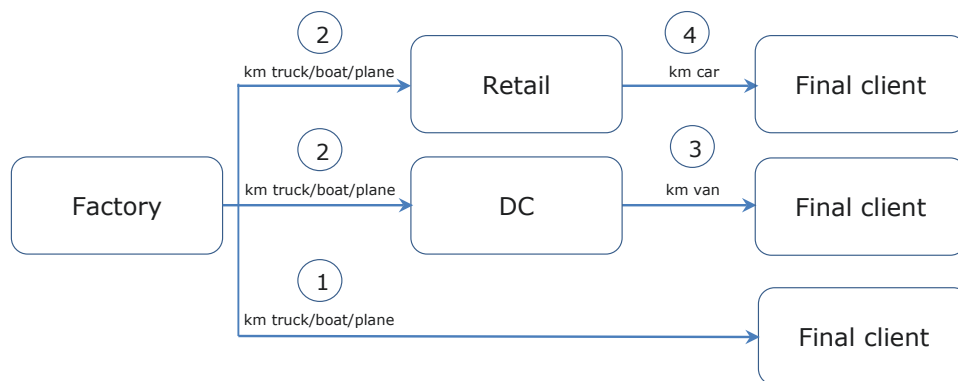 2
km truck/boat/plane
Retail
4
km car
Final client
Factory
2
km truck/boat/plane
DC
3
km van
Final client
1
km truck/boat/plane
Final client